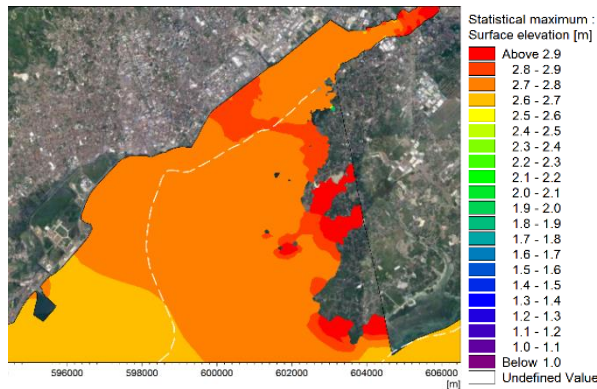 Statistical maximum :
Surface elevation [m]
Above 2.9
2.8 - 2.9
2.7 - 2.8
2.6 - 2.7
2.5 - 2.6
2.4 - 2.5
2.3 - 2.4
2.2 - 2.3
2.1 - 2.2
2.0 - 2.1
1.9 - 2.0
1.8 - 1.9
1.7 - 1.8
1.6 - 1.7
1.5 - 1.6
1.4 - 1.5
1.3 - 1.4
1.2 - 1.3
1.1 - 1.2
1.0 - 1.1
Below 1.0
Undefined Value
596000 598000 600000 602000 604000 606000
[m]